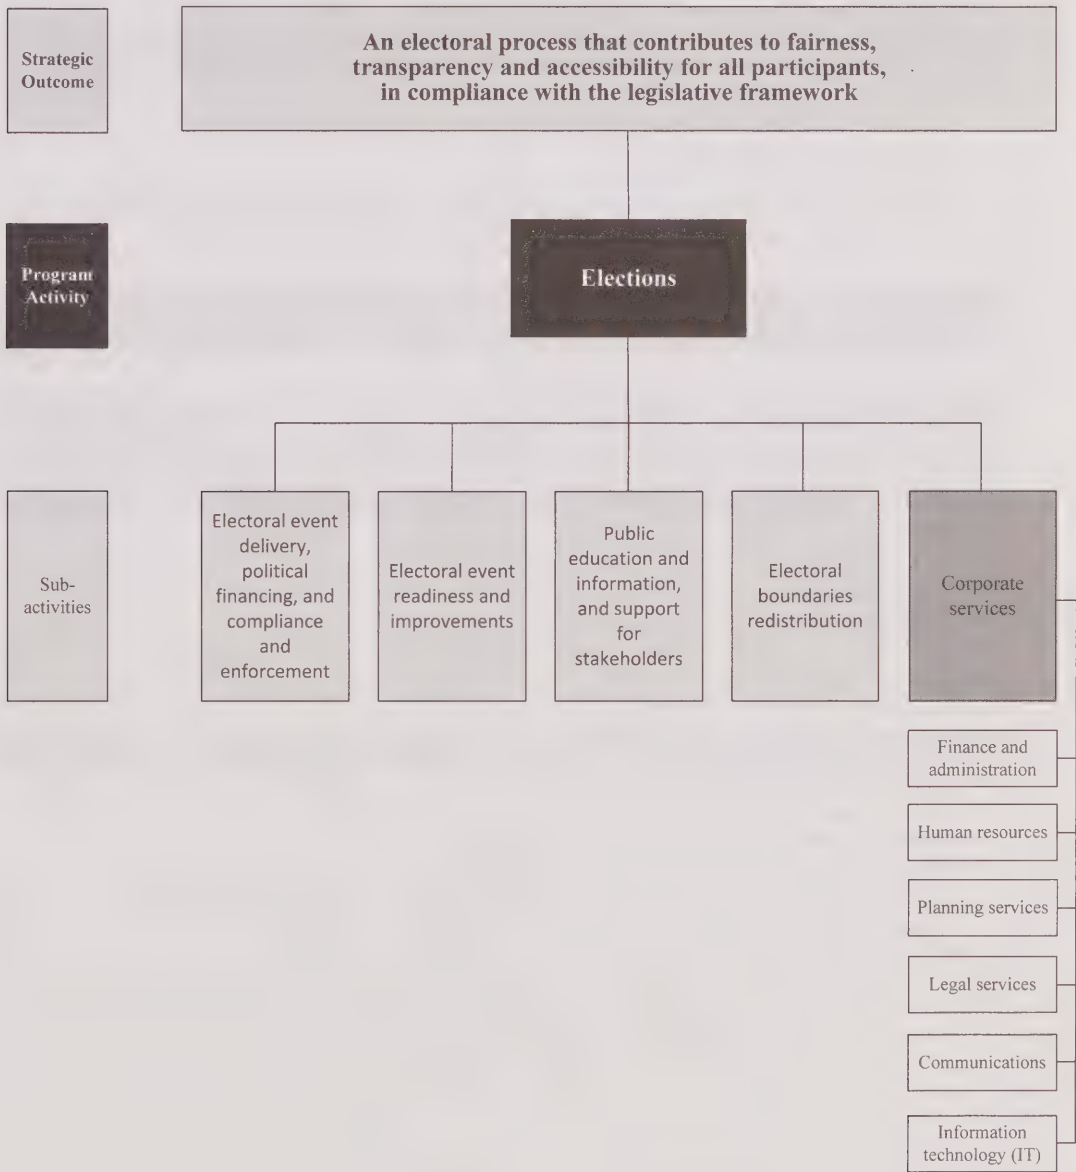 Strategic
Outcome
An electoral process that contributes to fairness,
transparency and accessibility for all participants,
in compliance with the legislative framework
Program
Activity
Elections
Sub-
activities
Electoral event
delivery,
political
financing, and
compliance
and
enforcement
Electoral event
readiness and
improvements
Public
education and
information,
and support
for
stakeholders
Electoral
boundaries
redistribution
Corporate
services
Finance and
administration
Human resources
Planning services
Legal services
Communications
Information
technology (IT)